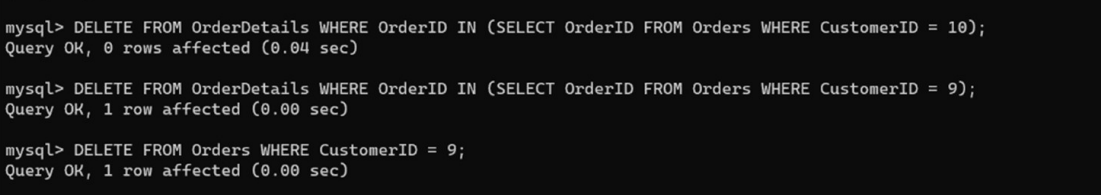 mysql> DELETE FROM OrderDetails WHERE OrderID IN (SELECT OrderID FROM Orders WHERE CustomerID = 10);
Query OK, 0 rows affected (0.04 sec)
mysql> DELETE FROM OrderDetails WHERE OrderID IN (SELECT OrderID FROM Orders WHERE CustomerID = 9);
Query OK, 1 row affected (0.00 sec)
mysql> DELETE FROM Orders WHERE CustomerID = 9;
Query OK, 1 row affected (0.00 sec)